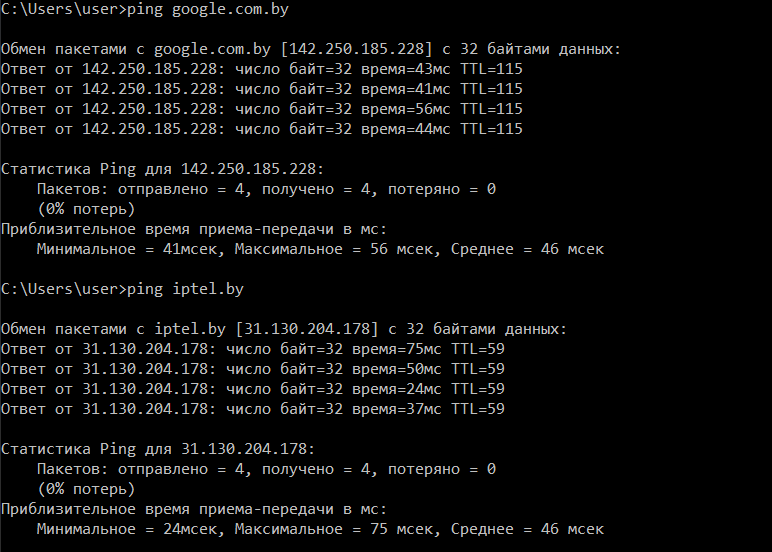 C:\Users\user>ping google.com.by
Обмен пакетами с google.com.by [142.250.185.228] с 32 байтами данных:
Ответ от 142.250.185.228: число байт=32 время=43мс TTL=115
Ответ от 142.250.185.228: число байт=32 время=41мс TTL=115
Ответ от 142.250.185.228: число байт=32 время=56мс TTL=115
Ответ от 142.250.185.228: число байт=32 время=44мс TTL=115
Статистика Ping для 142.250.185.228:
Пакетов: отправлено = 4, получено = 4, потеряно = 0
(0% потерь)
Приблизительное время приема-передачи в мс:
Минимальное = 41мсек, Максимальное = 56 мсек, Среднее = 46 мсек
C:\Users\user>ping iptel.by
Обмен пакетами с iptel.by [31.130.204.178] с 32 байтами данных:
Ответ от 31.130.204.178: число байт=32 время=75мс TTL=59
Ответ от 31.130.204.178: число байт=32 время=50мс TTL=59
Ответ от 31.130.204.178: число байт=32 время=24мс TTL=59
Ответ от 31.130.204.178: число байт=32 время=37мс TTL=59
Статистика Ping для 31.130.204.178:
Пакетов: отправлено = 4, получено = 4, потеряно = 0
(0% потерь)
Приблизительное время приема-передачи в мс:
Минимальное = 24мсек, Максимальное = 75 мсек, Среднее = 46 мсек